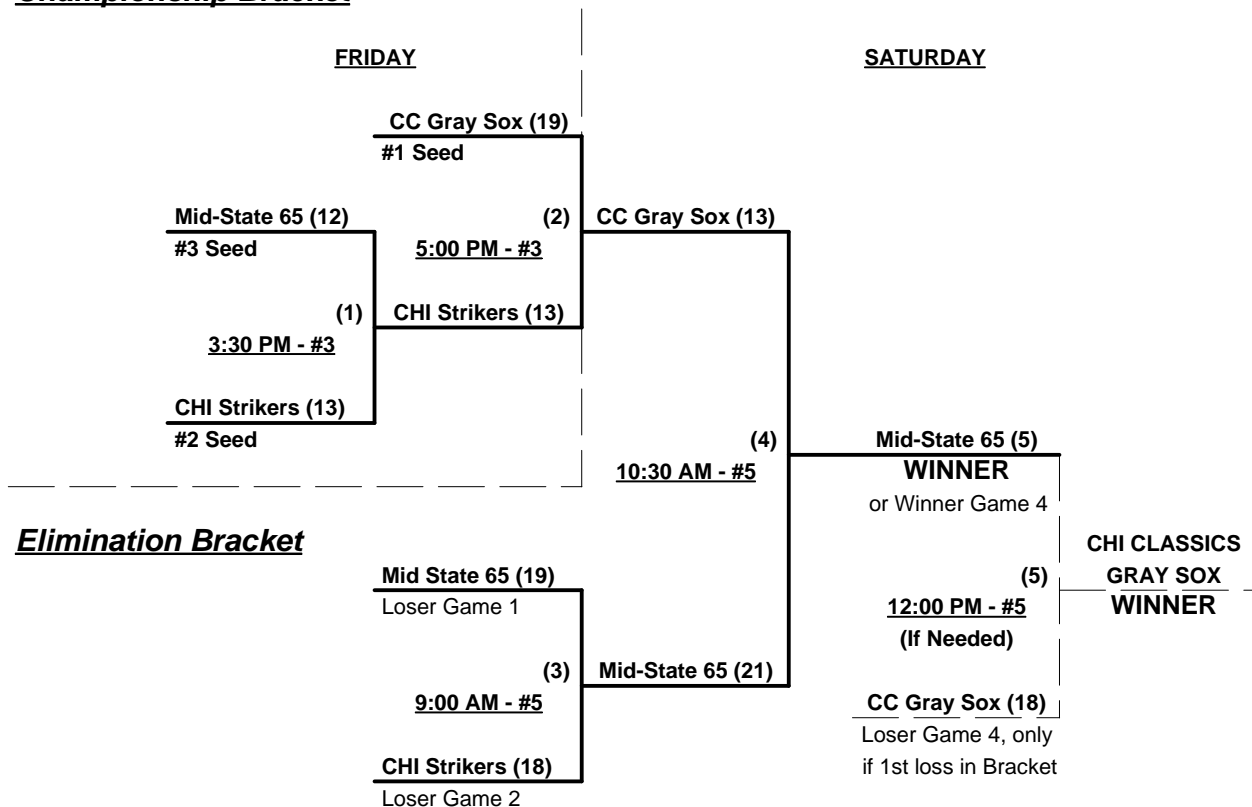 Championship Bracket
FRIDAY
SATURDAY
CC Gray Sox (19)
#1 Seed
Mid-State 65 (12)
#3 Seed
(2)
5:00 PM - #3
CC Gray Sox (13)
(1)
3:30 PM - #3
CHI Strikers (13)
CHI Strikers (13)
#2 Seed
(4)
10:30 AM - #5
Mid-State 65 (5)
WINNER
or Winner Game 4
Elimination Bracket
Mid State 65 (19)
Loser Game 1
(3)
9:00 AM - #5
Mid-State 65 (21)
CHI Strikers (18)
Loser Game 2
(5)
12:00 PM - #5
(If Needed)
CHI CLASSICS
GRAY SOX
WINNER
CC Gray Sox (18)
Loser Game 4, only
if 1st loss in Bracket